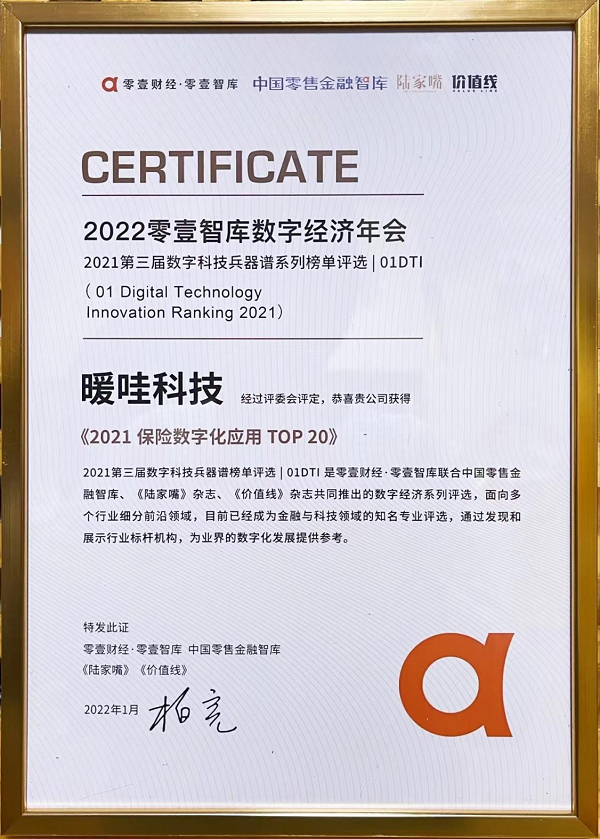 零壹财经·零壹智库 中国零售金融智库 陆家嘴 价值线
VALUE LINE
CERTIFICATE
2022零壹智库数字经济年会
2021第三届数字科技兵器谱系列榜单评选 | 01DTI
( 01 Digital Technology
Innovation Ranking 2021)
暖哇科技 经过评委会评定，恭喜贵公司获得
《2021 保险数字化应用 TOP 20》
2021第三届数字科技兵器谱榜单评选 | 01DTI 是零壹财经·零壹智库联合中国零售金
融智库、《陆家嘴》杂志、《价值线》杂志共同推出的数字经济系列评选，面向多
个行业细分前沿领域，目前已经成为金融与科技领域的知名专业评选，通过发现和
展示行业标杆机构，为业界的数字化发展提供参考。
特发此证
零壹财经·零壹智库 中国零售金融智库
《陆家嘴》《价值线》
2022年1月 柏亮